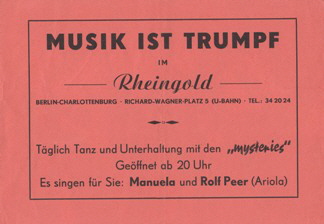 MUSIK IST TRUMPF
IM
Rheingold
BERLIN-CHARLOTTENBURG · RICHARD-WAGNER-PLATZ 5 (U-BAHN) · TEL.: 34 20 24
Täglich Tanz und Unterhaltung mit den „mysteries"
Geöffnet ab 20 Uhr
Es singen für Sie: Manuela und Rolf Peer (Ariola)